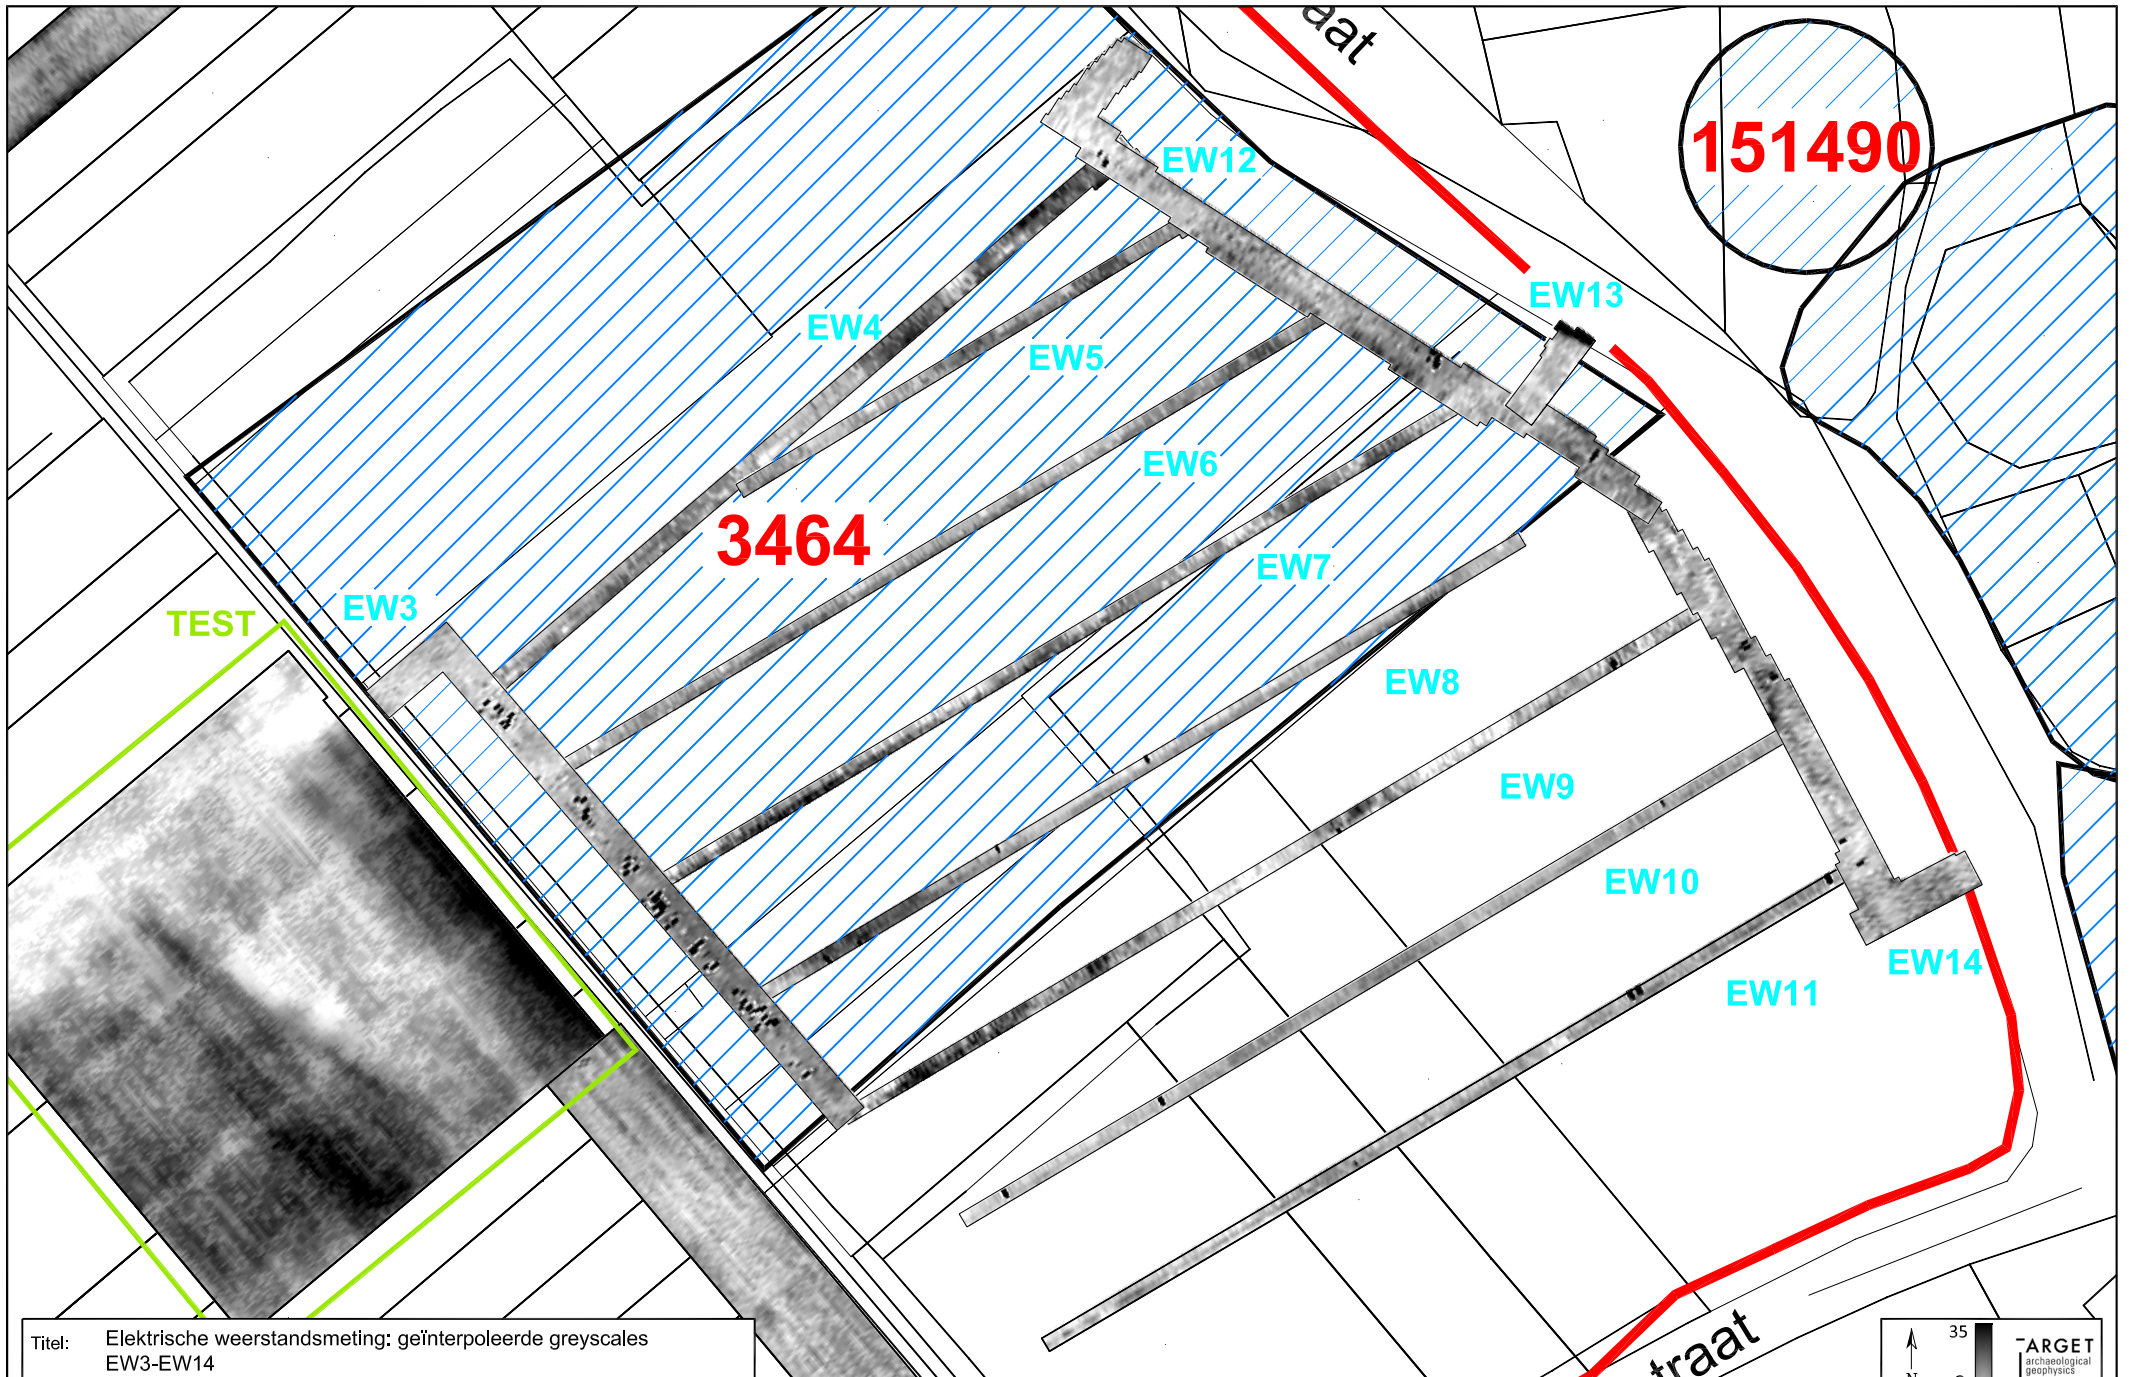 aat
151490
EW12
EW13
EW4
EW5
EW6
3464
EW7
EW3
TEST
EW8
EW9
EW10
EW14
EW11
traat
Titel: Elektrische weerstandsmeting: geïnterpoleerde greyscales
EW3-EW14
35
N
TARGET
archaeological
geophysics